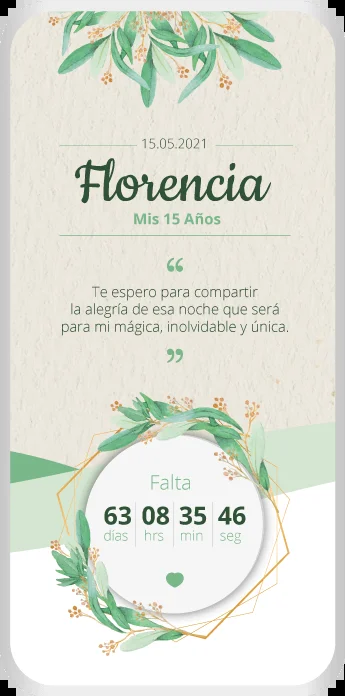 15.05.2021
Florencia
Mis 15 Años
“
Te espero para compartir
la alegría de esa noche que será
para mi mágica, inolvidable y única.
”
Falta
63 08 35 46
días hrs min seg